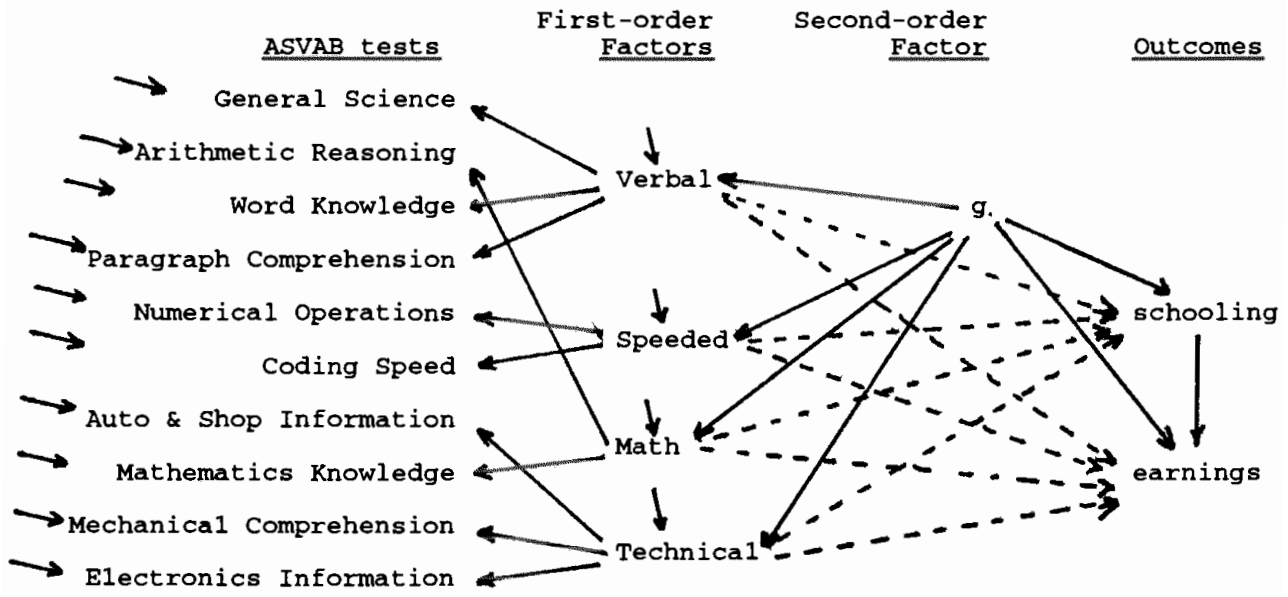 First-order Second-order
ASVAB tests Factors Factor Outcomes
General Science
Arithmetic Reasoning
Verbal
Word Knowledge g.
Paragraph Comprehension
Numerical Operations schooling
Speeded
Coding Speed
Auto & Shop Information
Math
Mathematics Knowledge earnings
Mechanical Comprehension
Technical
Electronics Information